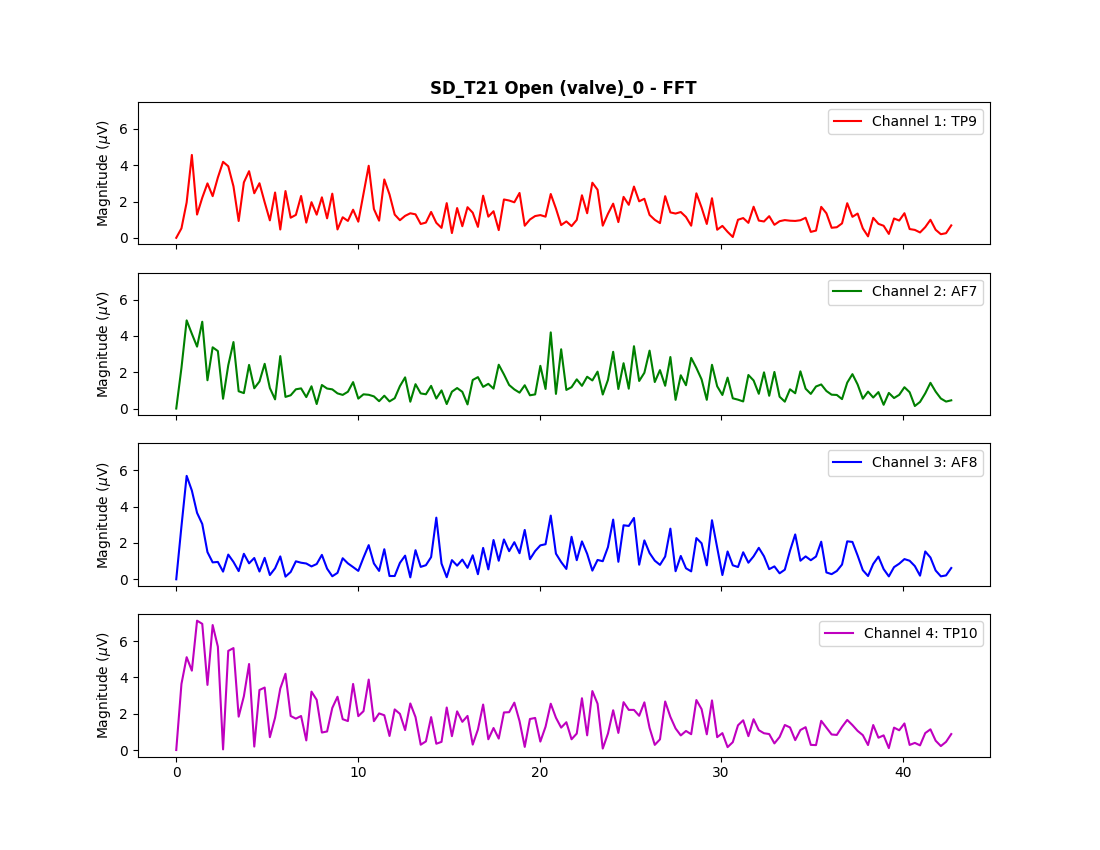 SD_T21 Open (valve)_0 - FFT
Magnitude (μV)
6
4
2
0
Channel 1: TP9
Magnitude (μV)
6
4
2
0
Channel 2: AF7
Magnitude (μV)
6
4
2
0
Channel 3: AF8
Magnitude (μV)
6
4
2
0
Channel 4: TP10
0 10 20 30 40